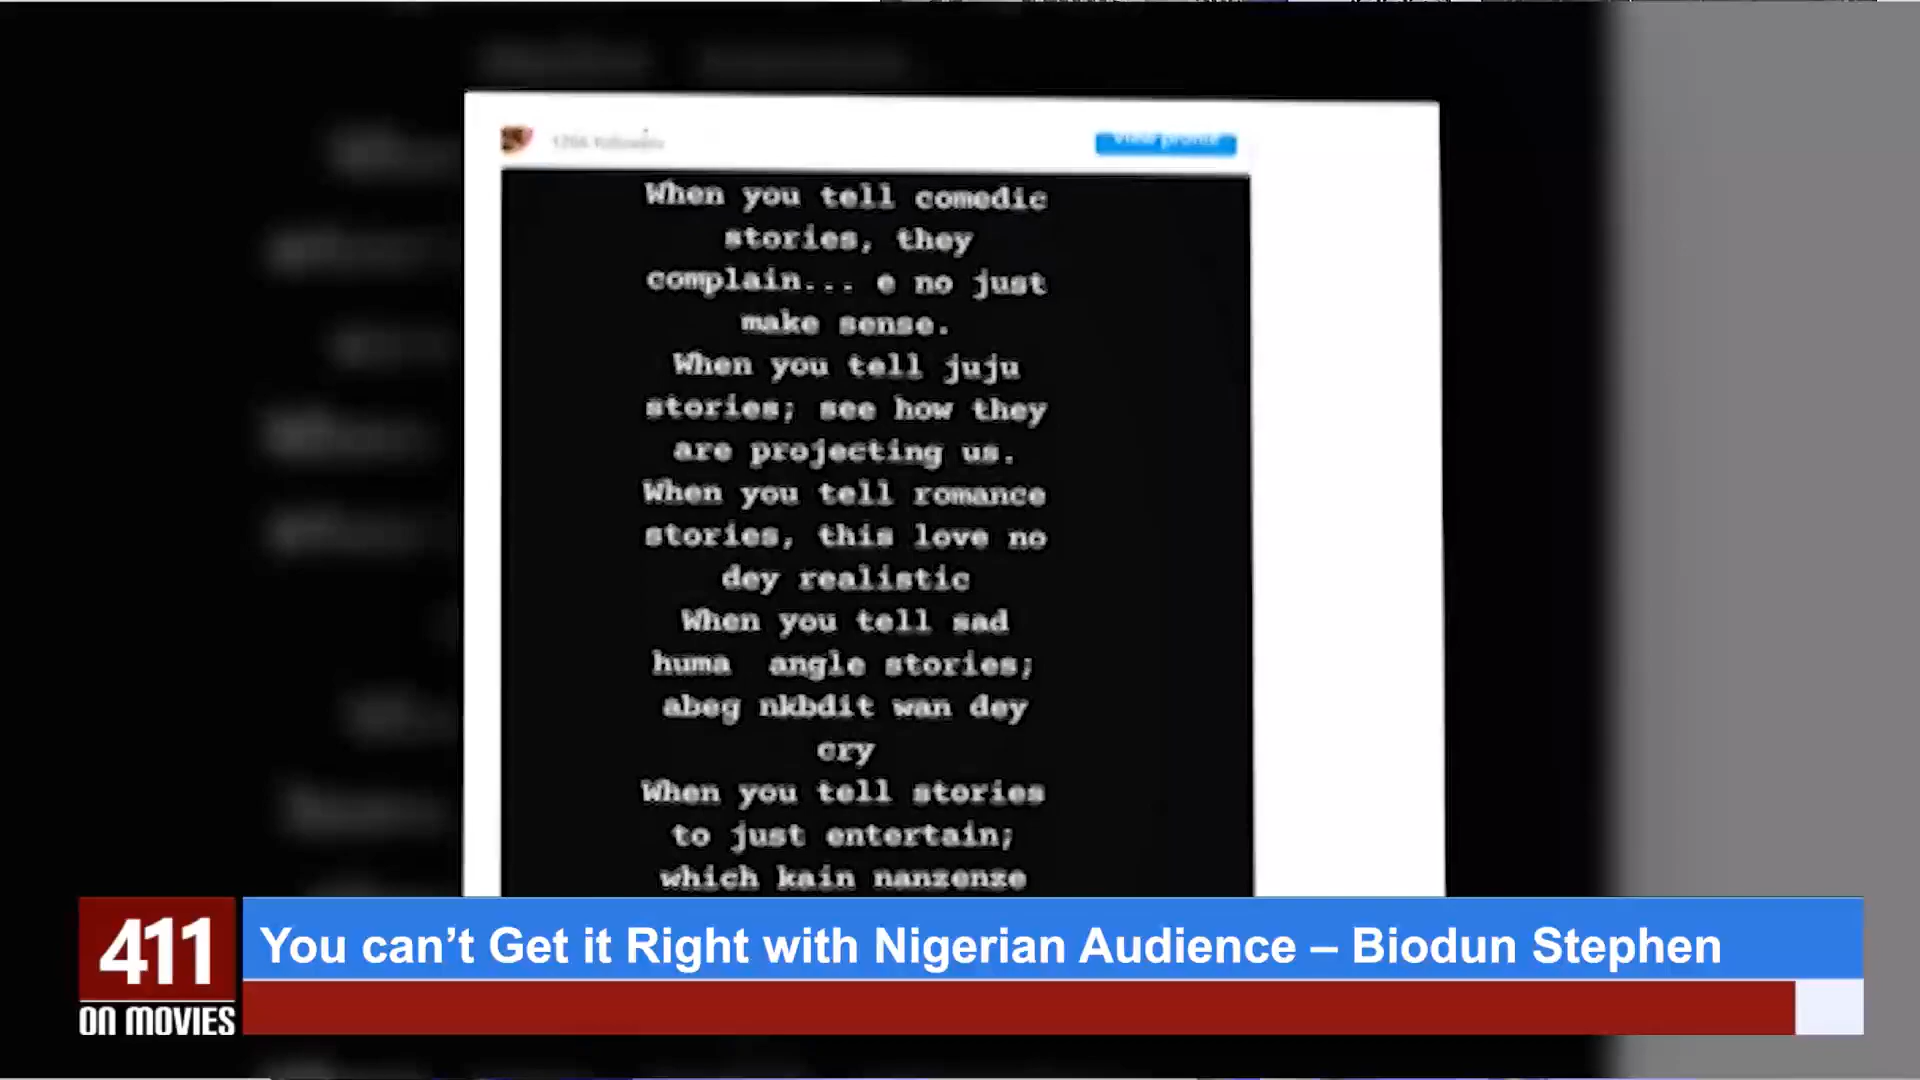 View profile
When you tell comedic
stories, they
complain... e no just
make sense.
When you tell juju
stories; see how they
are projecting us.
When you tell romance
stories, this love no
dey realistic
When you tell sad
huma angle stories;
abeg nkbdit wan dey
cry
When you tell stories
to just entertain;
which kain nanzenze
411
ON MOVIES
You can’t Get it Right with Nigerian Audience – Biodun Stephen